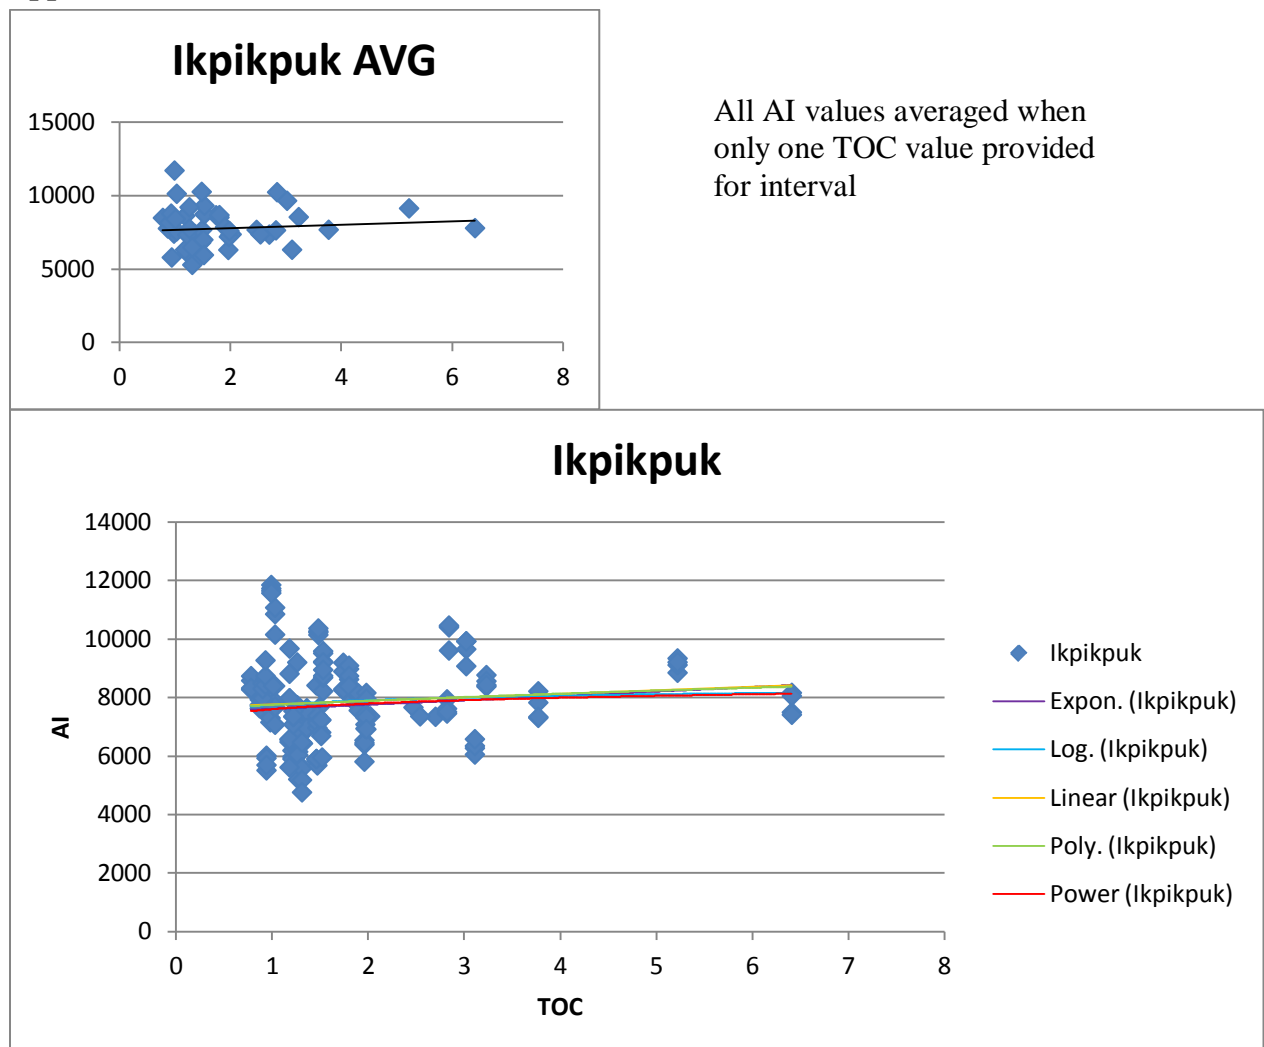 Ikpikpuk AVG
15000
10000
5000
0
0 2 4 6 8
All AI values averaged when
only one TOC value provided
for interval
Ikpikpuk
14000
12000
10000
8000
6000
4000
2000
0
AI
0 1 2 3 4 5 6 7 8
TOC
Ikpikpuk
Expon. (Ikpikpuk)
Log. (Ikpikpuk)
Linear (Ikpikpuk)
Poly. (Ikpikpuk)
Power (Ikpikpuk)